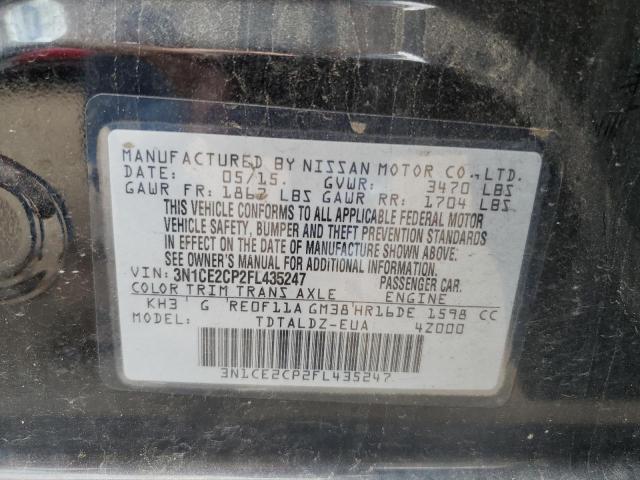 MANUFACTURED BY NISSAN MOTOR CO.,LTD.
DATE: 05/15. GVWR: 3470 LBS
GAWR FR: 1867 LBS GAWR RR: 1704 LBS
THIS VEHICLE CONFORMS TO ALL APPLICABLE FEDERAL MOTOR
VEHICLE SAFETY, BUMPER AND THEFT PREVENTION STANDARDS
IN EFFECT ON THE DATE OF MANUFACTURE SHOWN ABOVE.
SEE OWNER'S MANUAL FOR ADDITIONAL INFORMATION.
VIN: 3N1CE2CP2FL435247 PASSENGER CAR.
COLOR TRIM TRANS AXLE ENGINE
KH3 G RE0F11A GM38 HR16DE 1598 CC
MODEL: TDTALDZ-EUA 4Z000
3N1CE2CP2FL435247